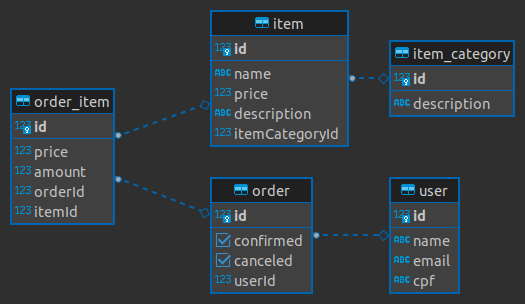 item
123 id
ABC name
123 price
ABC description
123 itemCategoryId
item_category
123 id
ABC description
order_item
123 id
123 price
123 amount
123 orderId
123 itemId
order
123 id
confirmed
canceled
123 userId
user
123 id
ABC name
ABC email
ABC cpf